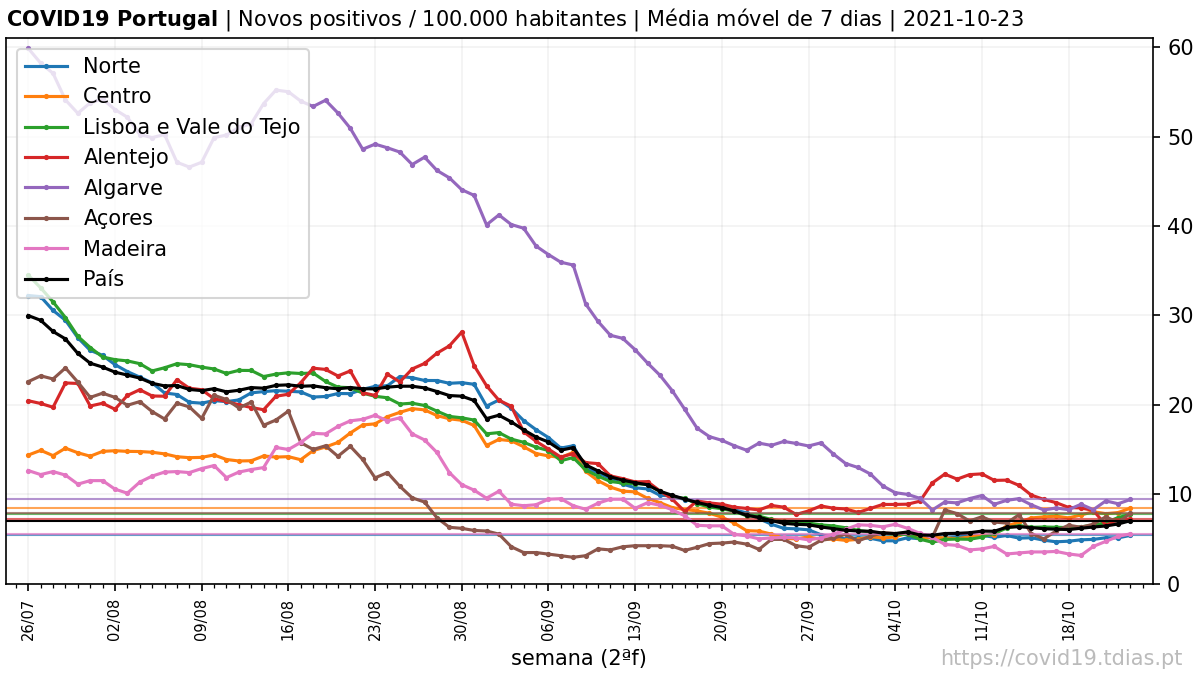 COVID19 Portugal | Novos positivos / 100.000 habitantes | Média móvel de 7 dias | 2021-10-23
Norte
Centro
Lisboa e Vale do Tejo
Alentejo
Algarve
Açores
Madeira
País
60
50
40
30
20
10
0
26/07 02/08 09/08 16/08 23/08 30/08 06/09 13/09 20/09 27/09 04/10 11/10 18/10
semana (2ªf)
https://covid19.tdias.pt